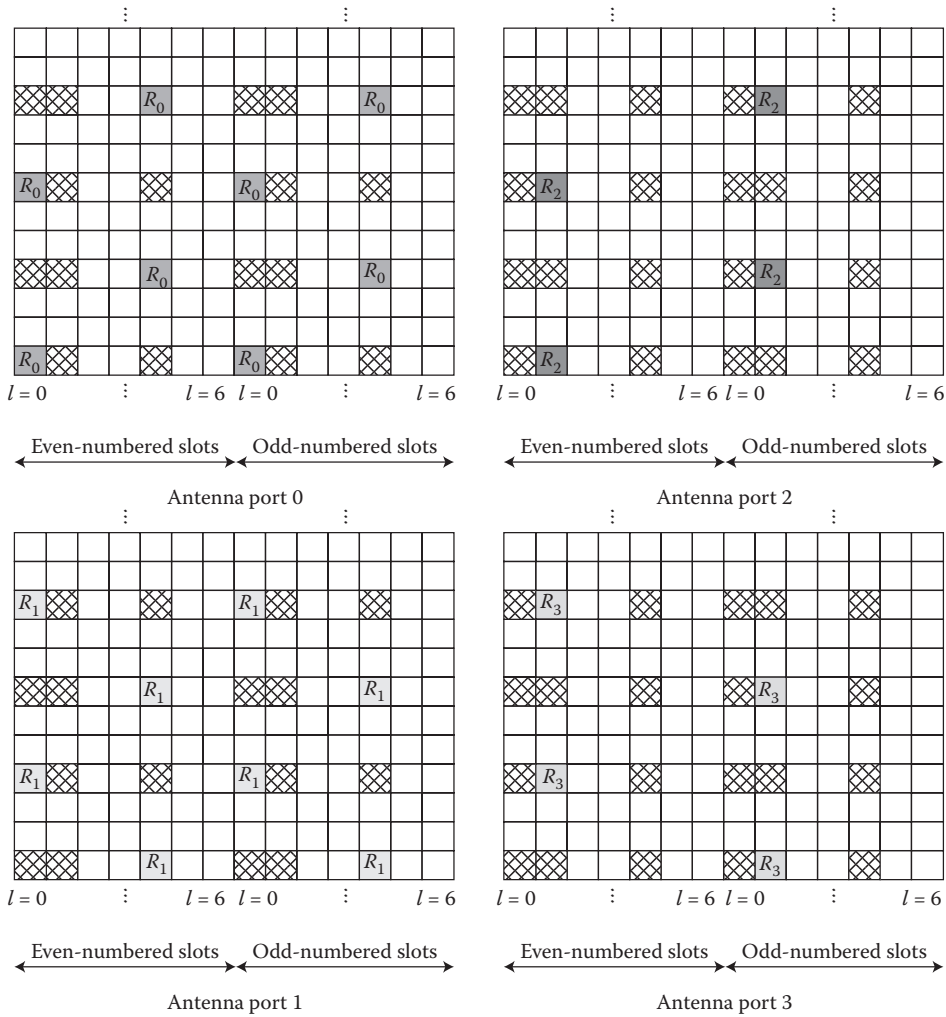 ⋮ ⋮ ⋮ ⋮
R0 R0 R2
R0 R0 R2
R0 R0 R2
R0 R0 R2
l = 0 ⋮ l = 6 l = 0 ⋮ l = 6 l = 0 ⋮ l = 6 l = 0 ⋮ l = 6
Even-numbered slots Odd-numbered slots Even-numbered slots Odd-numbered slots
Antenna port 0 Antenna port 2
⋮ ⋮ ⋮ ⋮
R1 R1 R3
R1 R1 R3
R1 R1 R3
R1 R1 R3
l = 0 ⋮ l = 6 l = 0 ⋮ l = 6 l = 0 ⋮ l = 6 l = 0 ⋮ l = 6
Even-numbered slots Odd-numbered slots Even-numbered slots Odd-numbered slots
Antenna port 1 Antenna port 3